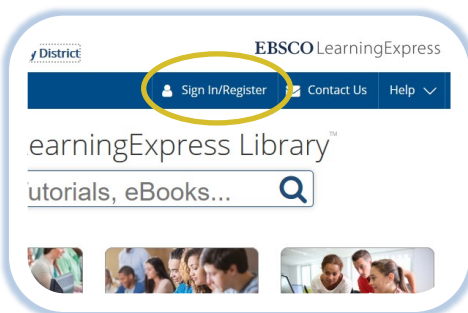 y District
EBSCO LearningExpress
Sign In/Register Contact Us Help
earningExpress Library™
utorials, eBooks...